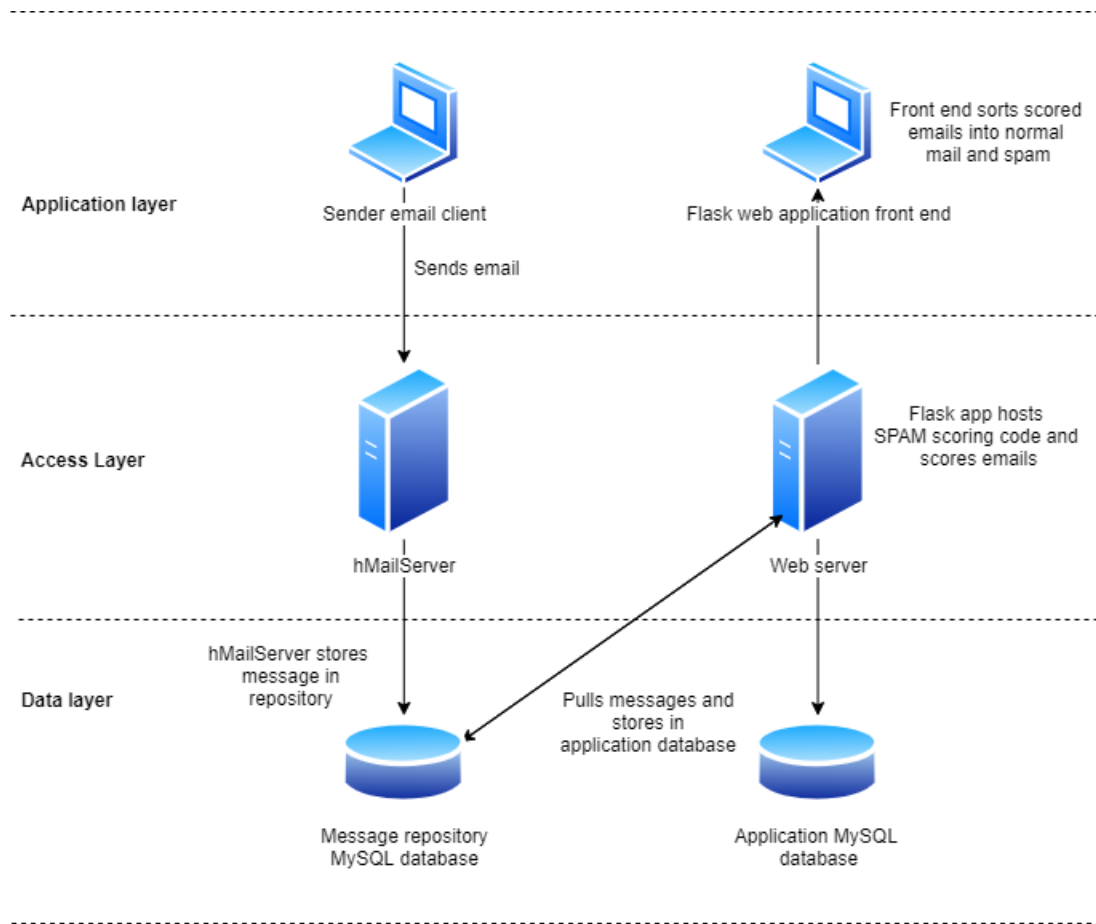 Front end sorts scored
emails into normal
mail and spam
Application layer
Sender email client
Flask web application front end
Sends email
Flask app hosts
SPAM scoring code and
scores emails
Access Layer
hMailServer
Web server
hMailServer stores
message in
repository
Data layer
Pulls messages and
stores in
application database
Message repository
MySQL database
Application MySQL
database